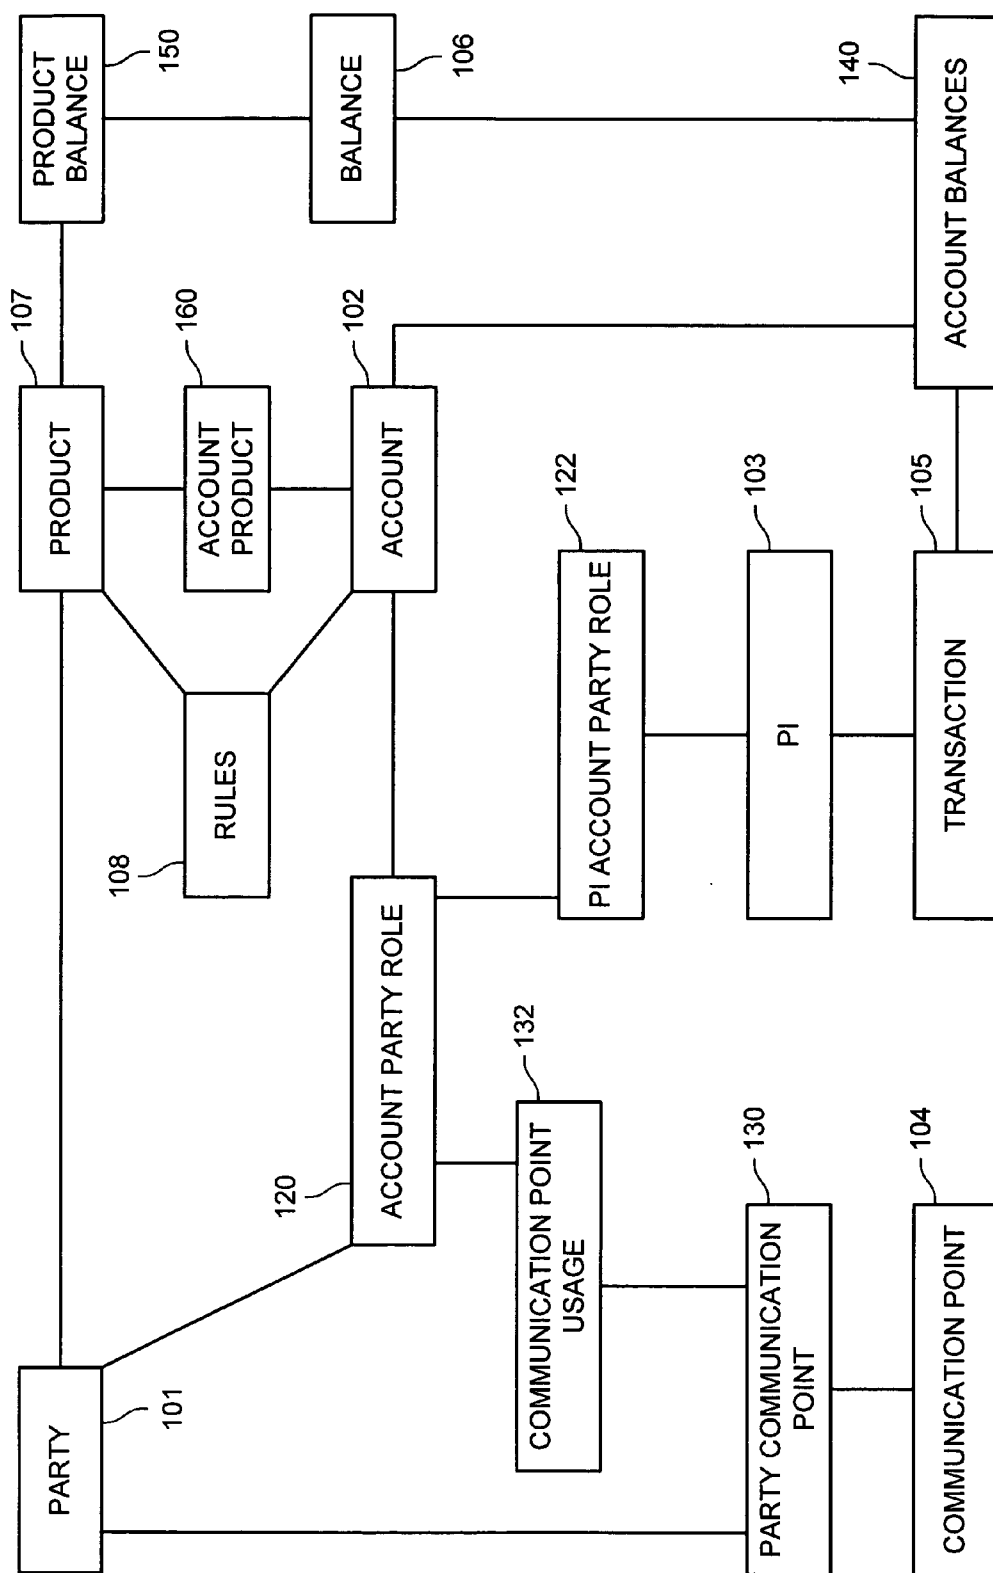 PARTY
101
PRODUCT
107
PRODUCT
BALANCE
150
RULES
108
ACCOUNT
PRODUCT
160
ACCOUNT PARTY ROLE
120
ACCOUNT
102
BALANCE
106
COMMUNICATION POINT
USAGE
132
PI ACCOUNT PARTY ROLE
122
PARTY COMMUNICATION
POINT
130
PI
103
COMMUNICATION POINT
104
TRANSACTION
105
ACCOUNT BALANCES
140